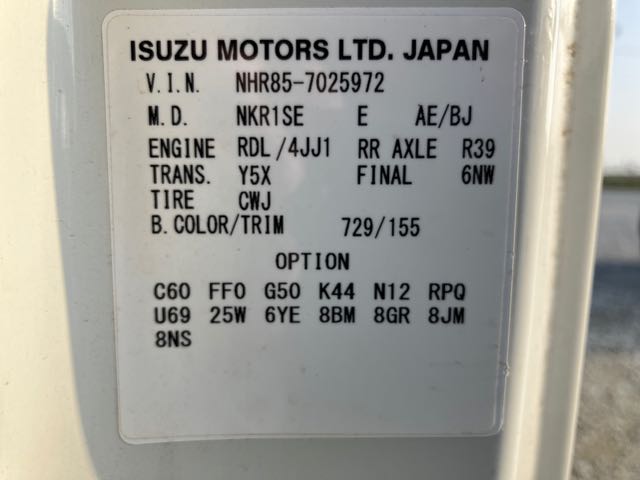 ISUZU MOTORS LTD. JAPAN
V.I.N. NHR85-7025972
M.D. NKR1SE E AE/BJ
ENGINE RDL/4JJ1 RR AXLE R39
TRANS. Y5X FINAL 6NW
TIRE CWJ
B.COLOR/TRIM 729/155
OPTION
C60 FF0 G50 K44 N12 RPQ
U69 25W 6YE 8BM 8GR 8JM
8NS